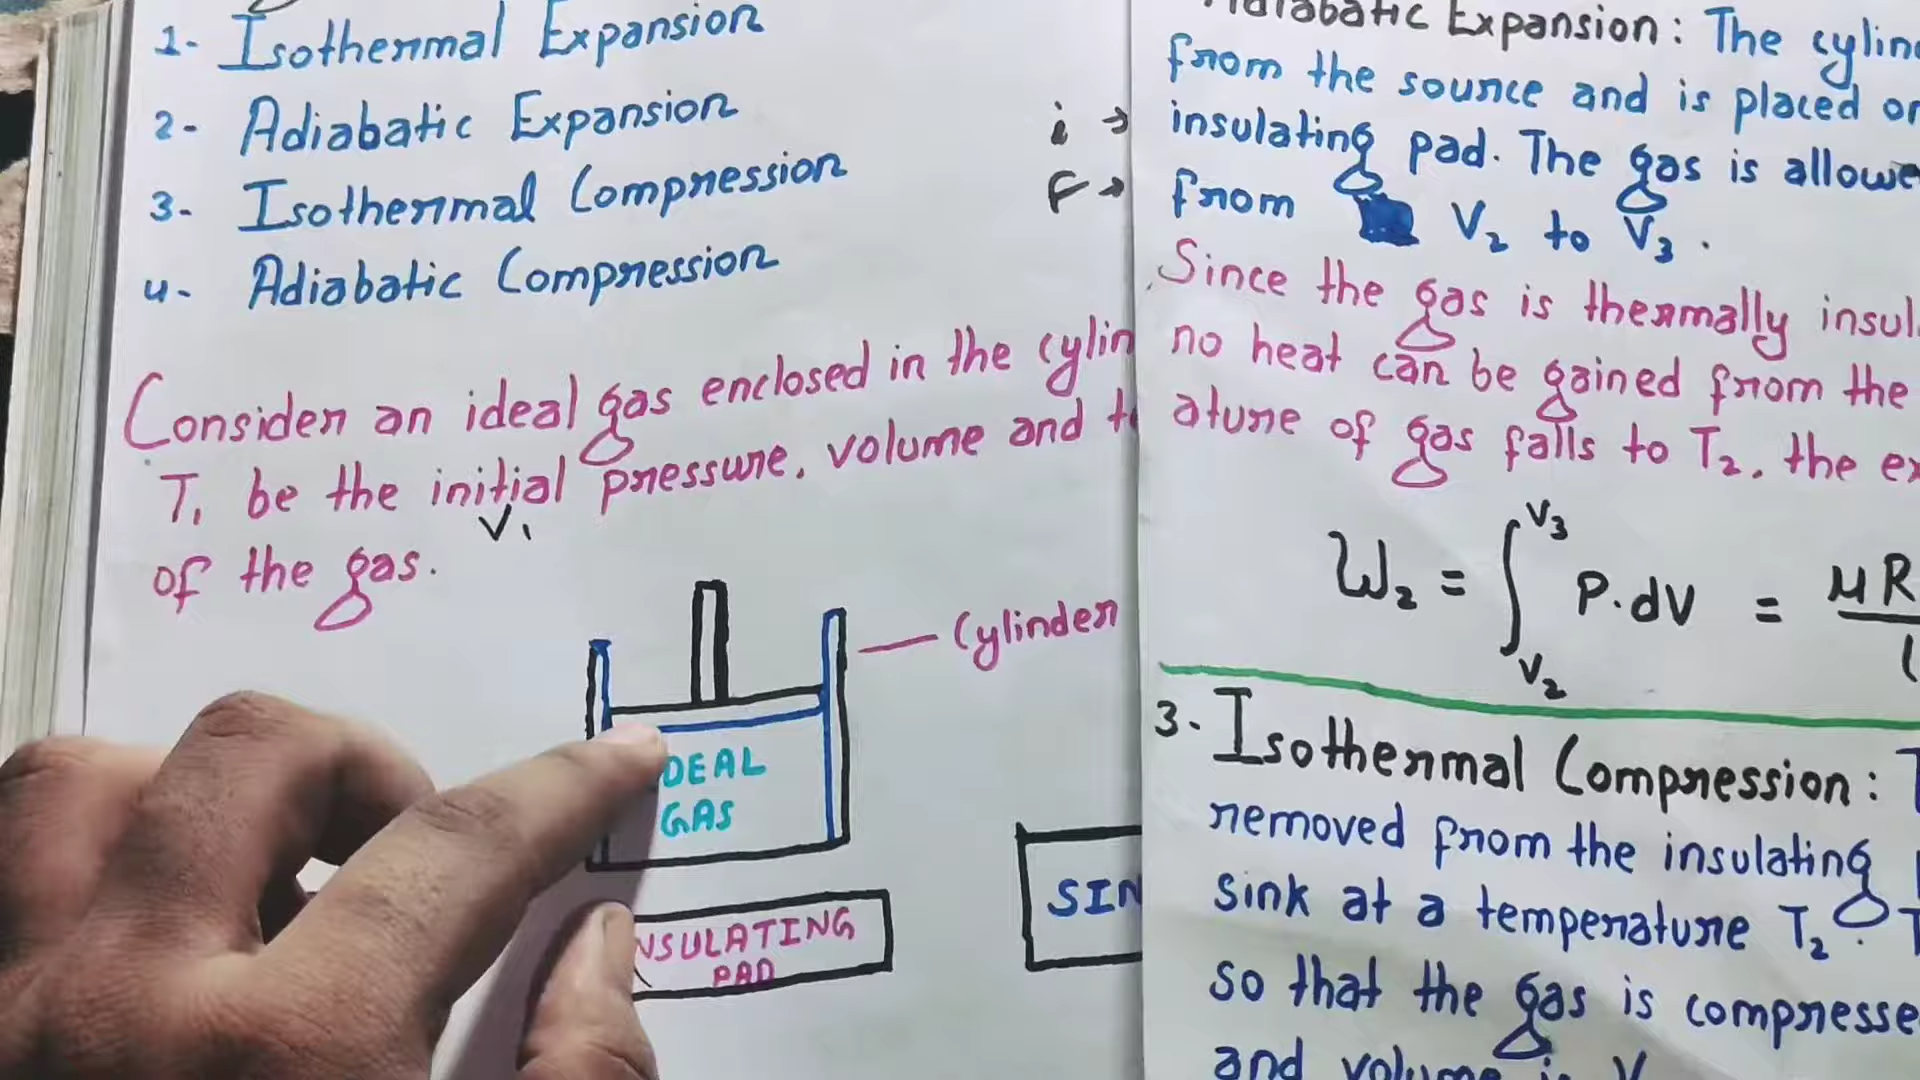 1- Isothermal Expansion
2- Adiabatic Expansion
3- Isothermal Compression
4- Adiabatic Compression
i →
F →
Consider an ideal gas enclosed in the cylin
T₁ be the initial pressure, volume and t
V₁
of the gas.
Cylinder
IDEAL
GAS
INSULATING
PAD
SIN
Adiabatic Expansion: The cylin
from the source and is placed on
insulating pad. The gas is allowe
from V₂ to V₃.
Since the gas is thermally insul
no heat can be gained from the
ature of gas falls to T₂, the ex
W₂ = ∫ V₃ V₂ P.dV = μR
3- Isothermal Compression: T
removed from the insulating p
sink at a temperature T₂. T
so that the gas is compresse
and volume is V